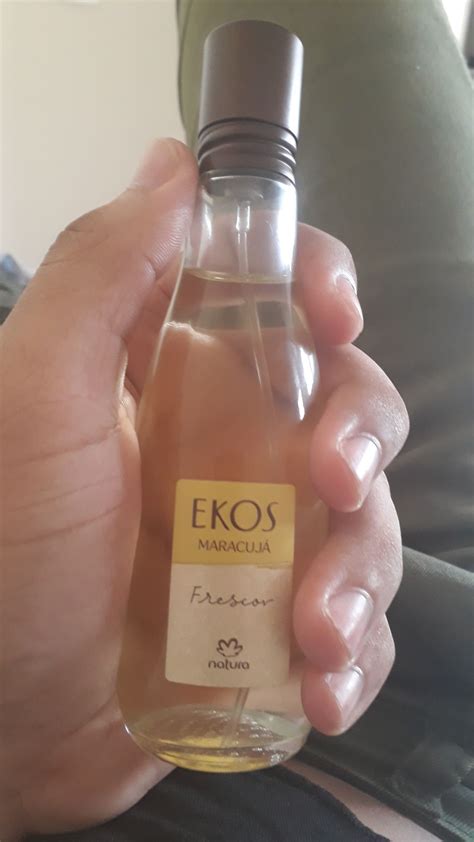 EKOS
MARACUJÁ
Frescor
natura